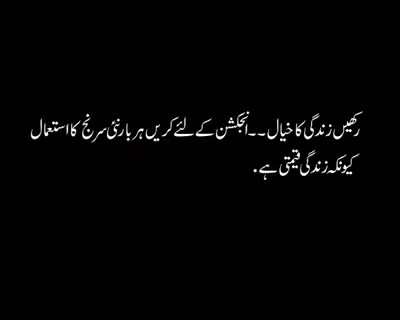 رکھیں زندگی کا خیال ۔۔ انجکشن کے لئے کریں ہر بار نئی سرنج کا استعمال
کیونکہ زندگی قیمتی ہے .